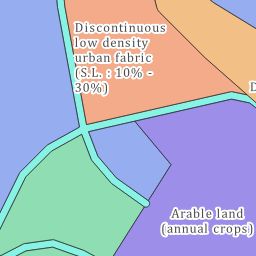 Discontinuous
low density
urban fabric
(S.L. : 10% -
30%)
D
Arable land
(annual crops)